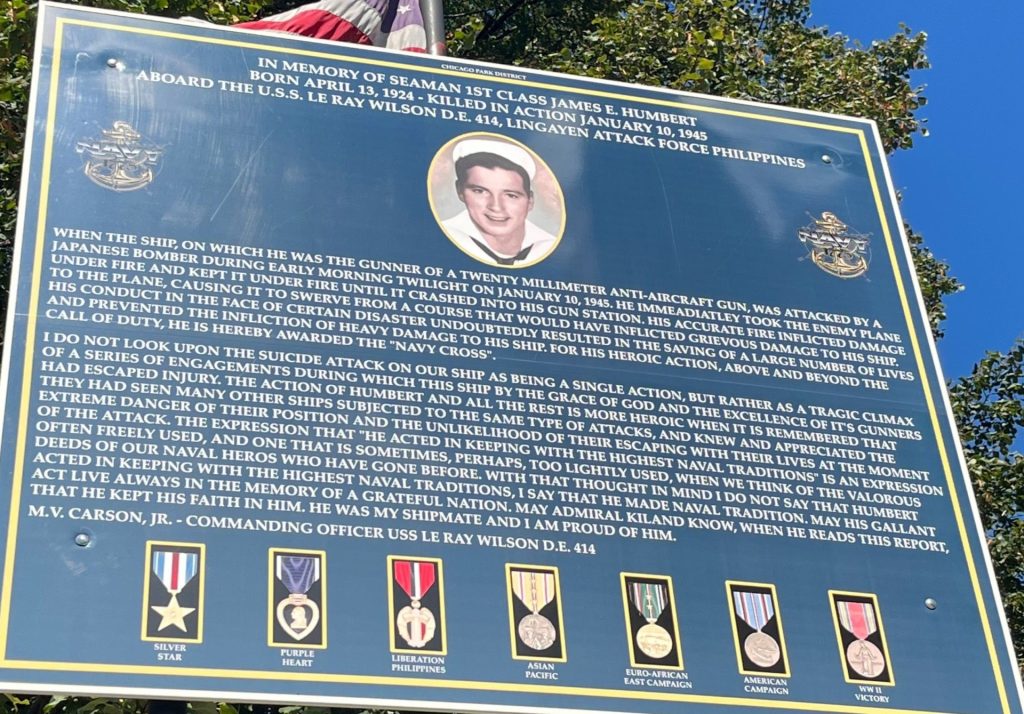 CHICAGO PARK DISTRICT
IN MEMORY OF SEAMAN 1ST CLASS JAMES E. HUMBERT
BORN APRIL 13, 1924 - KILLED IN ACTION JANUARY 10, 1945
ABOARD THE U.S.S. LE RAY WILSON D.E. 414, LINGAYEN ATTACK FORCE PHILIPPINES
NAVY
NAVY
WHEN THE SHIP, ON WHICH HE WAS THE GUNNER OF A TWENTY MILLIMETER ANTI-AIRCRAFT GUN, WAS ATTACKED BY A
JAPANESE BOMBER DURING EARLY MORNING TWILIGHT ON JANUARY 10, 1945. HE IMMEADIATLEY TOOK THE ENEMY PLANE
UNDER FIRE AND KEPT IT UNDER FIRE UNTIL IT CRASHED INTO HIS GUN STATION. HIS ACCURATE FIRE INFLICTED DAMAGE
TO THE PLANE, CAUSING IT TO SWERVE FROM A COURSE THAT WOULD HAVE INFLICTED GRIEVOUS DAMAGE TO HIS SHIP.
HIS CONDUCT IN THE FACE OF CERTAIN DISASTER UNDOUBTEDLY RESULTED IN THE SAVING OF A LARGE NUMBER OF LIVES
AND PREVENTED THE INFLICTION OF HEAVY DAMAGE TO HIS SHIP. FOR HIS HEROIC ACTION, ABOVE AND BEYOND THE
CALL OF DUTY, HE IS HEREBY AWARDED THE "NAVY CROSS".
I DO NOT LOOK UPON THE SUICIDE ATTACK ON OUR SHIP AS BEING A SINGLE ACTION, BUT RATHER AS A TRAGIC CLIMAX
OF A SERIES OF ENGAGEMENTS DURING WHICH THIS SHIP BY THE GRACE OF GOD AND THE EXCELLENCE OF IT'S GUNNERS
HAD ESCAPED INJURY. THE ACTION OF HUMBERT AND ALL THE REST IS MORE HEROIC WHEN IT IS REMEMBERED THAT
THEY HAD SEEN MANY OTHER SHIPS SUBJECTED TO THE SAME TYPE OF ATTACKS, AND KNEW AND APPRECIATED THE
EXTREME DANGER OF THEIR POSITION AND THE UNLIKELIHOOD OF THEIR ESCAPING WITH THEIR LIVES AT THE MOMENT
OF THE ATTACK. THE EXPRESSION THAT "HE ACTED IN KEEPING WITH THE HIGHEST NAVAL TRADITIONS" IS AN EXPRESSION
OFTEN FREELY USED, AND ONE THAT IS SOMETIMES, PERHAPS, TOO LIGHTLY USED, WHEN WE THINK OF THE VALOROUS
DEEDS OF OUR NAVAL HEROS WHO HAVE GONE BEFORE. WITH THAT THOUGHT IN MIND I DO NOT SAY THAT HUMBERT
ACTED IN KEEPING WITH THE HIGHEST NAVAL TRADITIONS, I SAY THAT HE MADE NAVAL TRADITION. MAY HIS GALLANT
ACT LIVE ALWAYS IN THE MEMORY OF A GRATEFUL NATION. MAY ADMIRAL KILAND KNOW, WHEN HE READS THIS REPORT,
THAT HE KEPT HIS FAITH IN HIM. HE WAS MY SHIPMATE AND I AM PROUD OF HIM.
M.V. CARSON, JR. - COMMANDING OFFICER USS LE RAY WILSON D.E. 414
SILVER
STAR
PURPLE
HEART
LIBERATION
PHILIPPINES
ASIAN
PACIFIC
EURO-AFRICAN
EAST CAMPAIGN
AMERICAN
CAMPAIGN
WW II
VICTORY